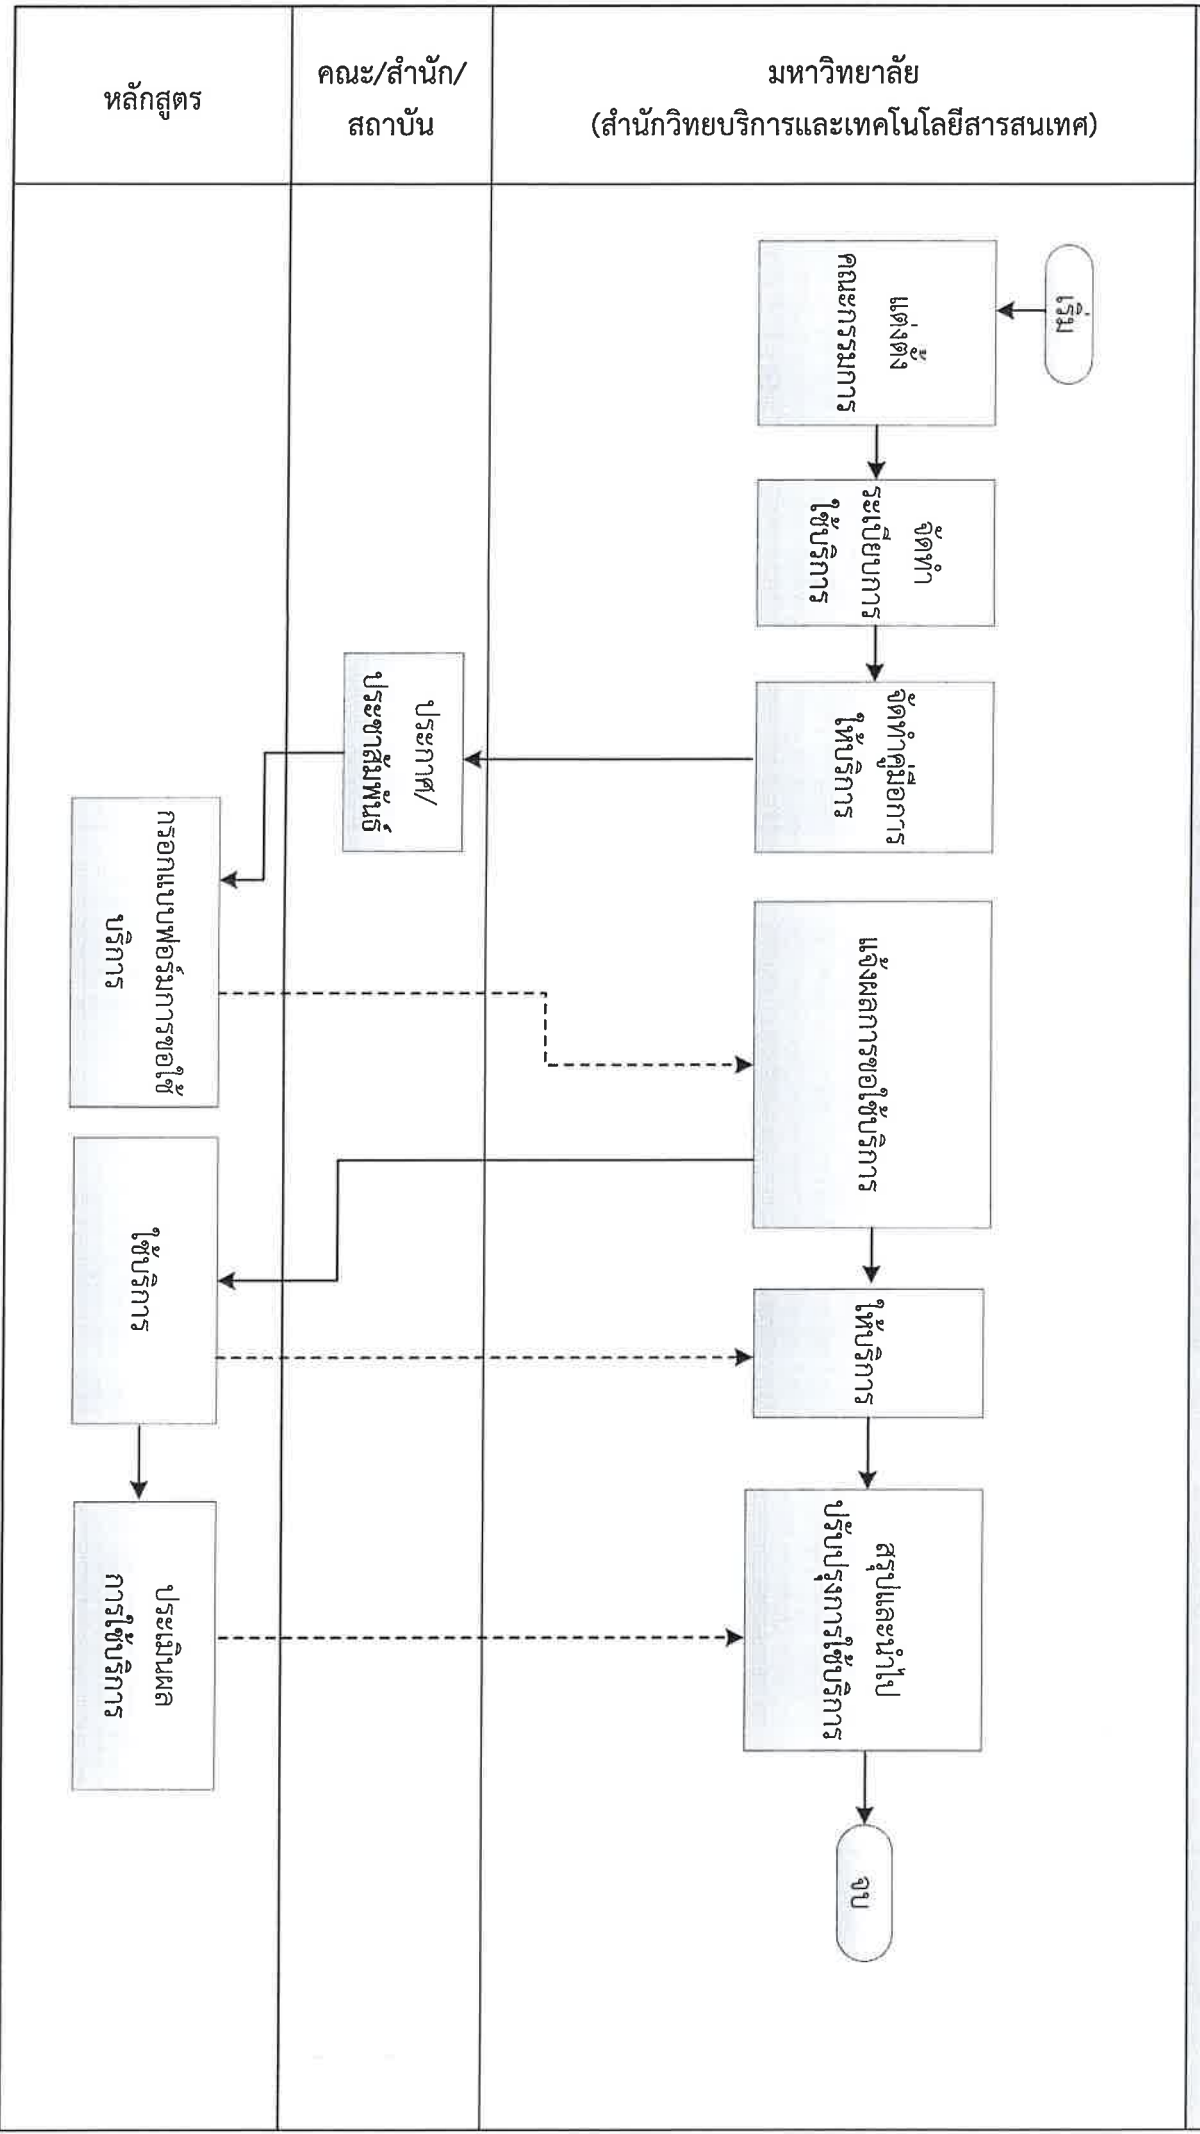 หลักสูตร
คณะ/สำนัก/
สถาบัน
มหาวิทยาลัย
(สำนักวิทยบริการและเทคโนโลยีสารสนเทศ)
เริ่ม
แต่งตั้ง
คณะกรรมการ
จัดทำ
ระเบียบการ
ใช้บริการ
จัดทำคู่มือการ
ให้บริการ
ประกาศ/
ประชาสัมพันธ์
กรอกแบบฟอร์มการขอใช้
บริการ
แจ้งผลการขอใช้บริการ
ใช้บริการ
ให้บริการ
ประเมินผล
การใช้บริการ
สรุปและนำไป
ปรับปรุงการใช้บริการ
จบ